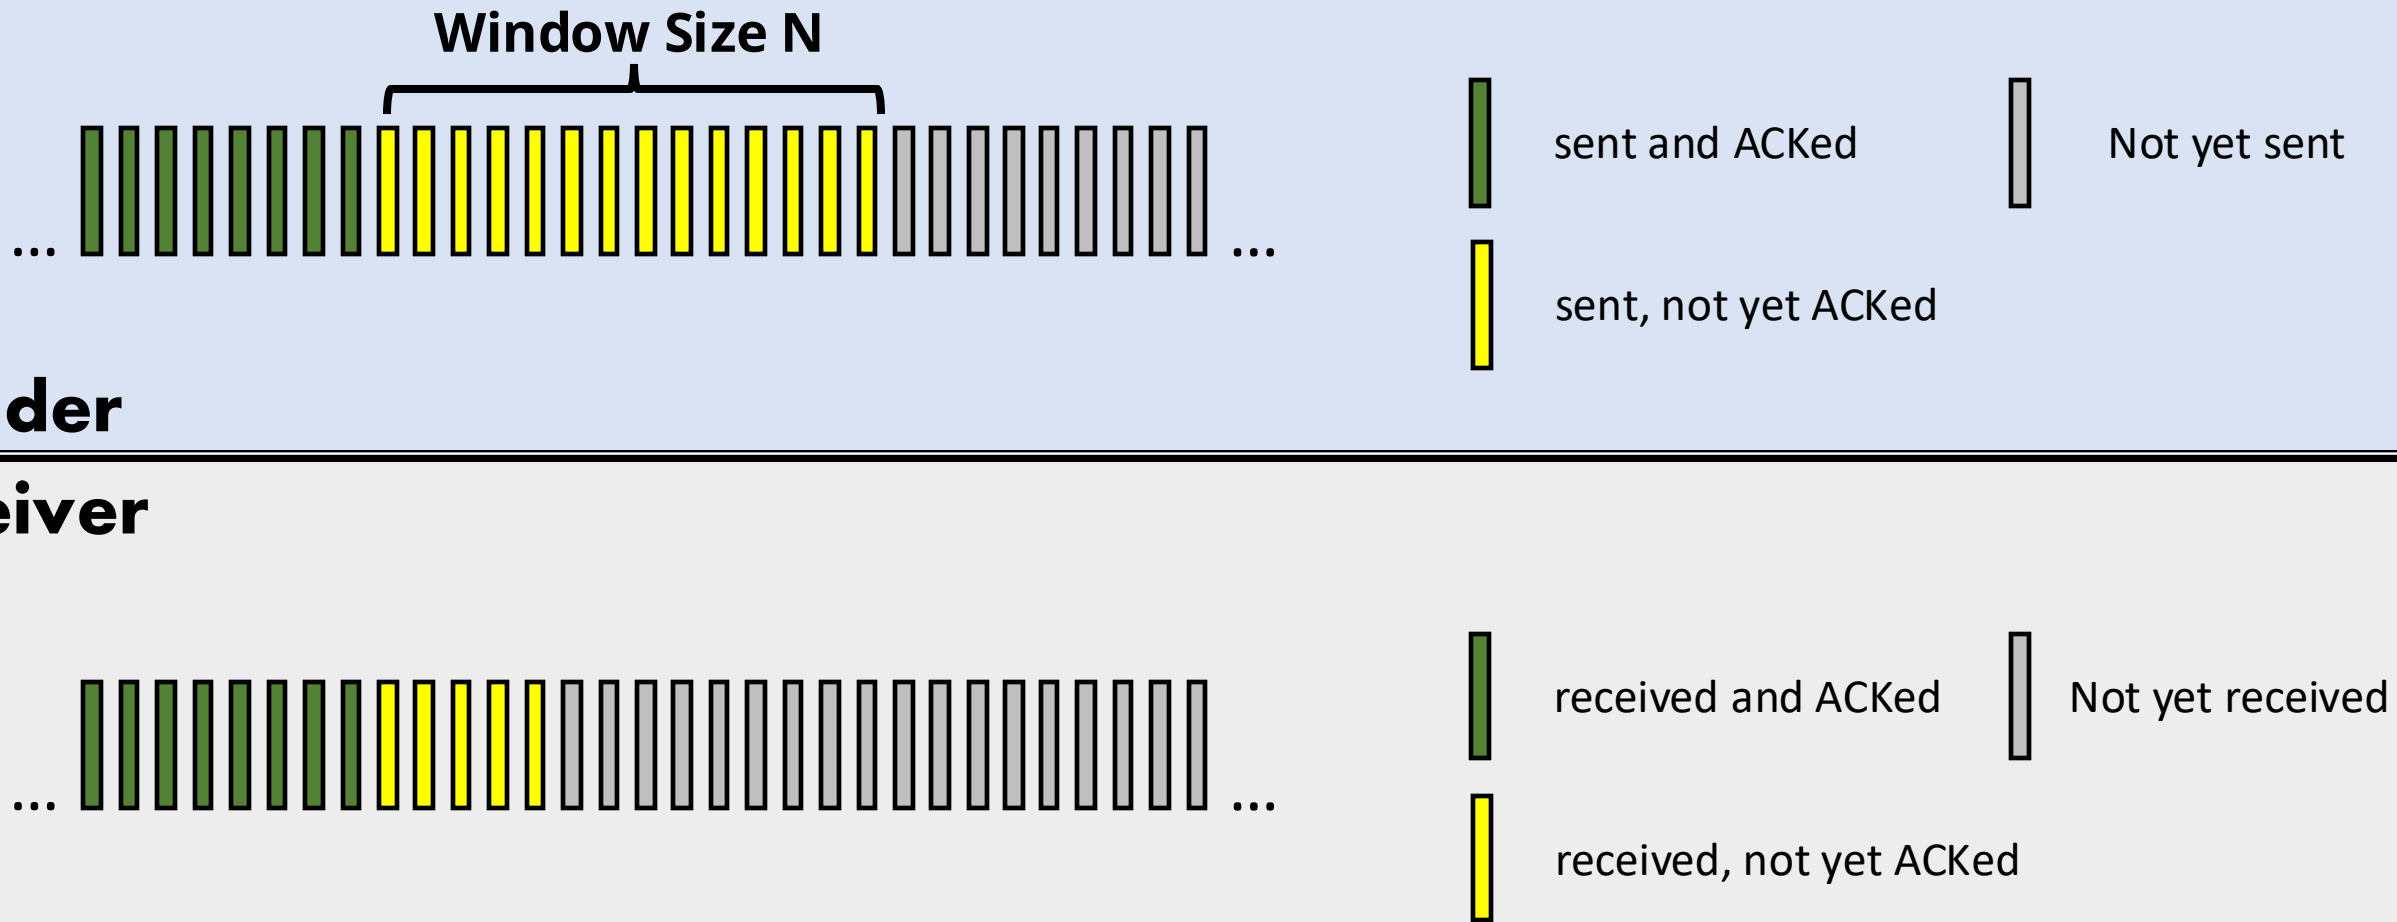 Window Size N
sent and ACKed
Not yet sent
...
...
sent, not yet ACKed
der
eiver
received and ACKed
Not yet received
...
...
received, not yet ACKed